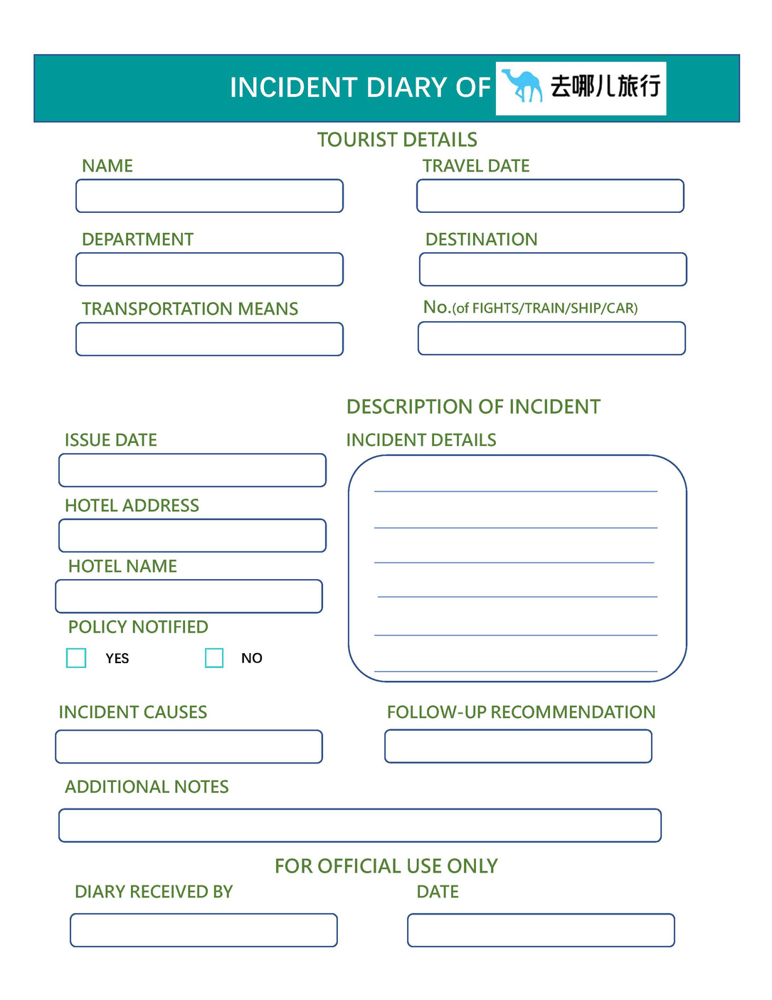 INCIDENT DIARY OF 去哪儿旅行
TOURIST DETAILS
NAME
TRAVEL DATE
DEPARTMENT
DESTINATION
TRANSPORTATION MEANS
No.(of FIGHTS/TRAIN/SHIP/CAR)
DESCRIPTION OF INCIDENT
ISSUE DATE
INCIDENT DETAILS
HOTEL ADDRESS
HOTEL NAME
POLICY NOTIFIED
YES NO
INCIDENT CAUSES
FOLLOW-UP RECOMMENDATION
ADDITIONAL NOTES
FOR OFFICIAL USE ONLY
DIARY RECEIVED BY
DATE